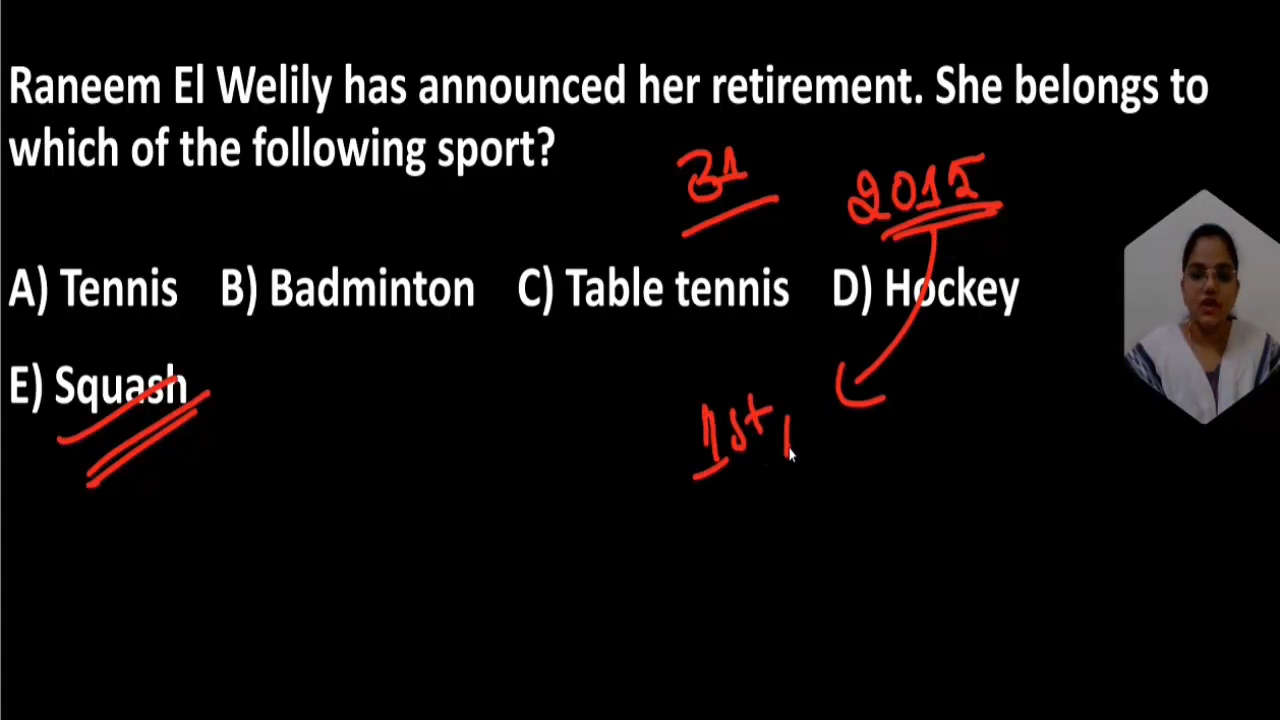 Raneem El Welily has announced her retirement. She belongs to
which of the following sport?
31 2015
A) Tennis B) Badminton C) Table tennis D) Hockey
E) Squash
1st